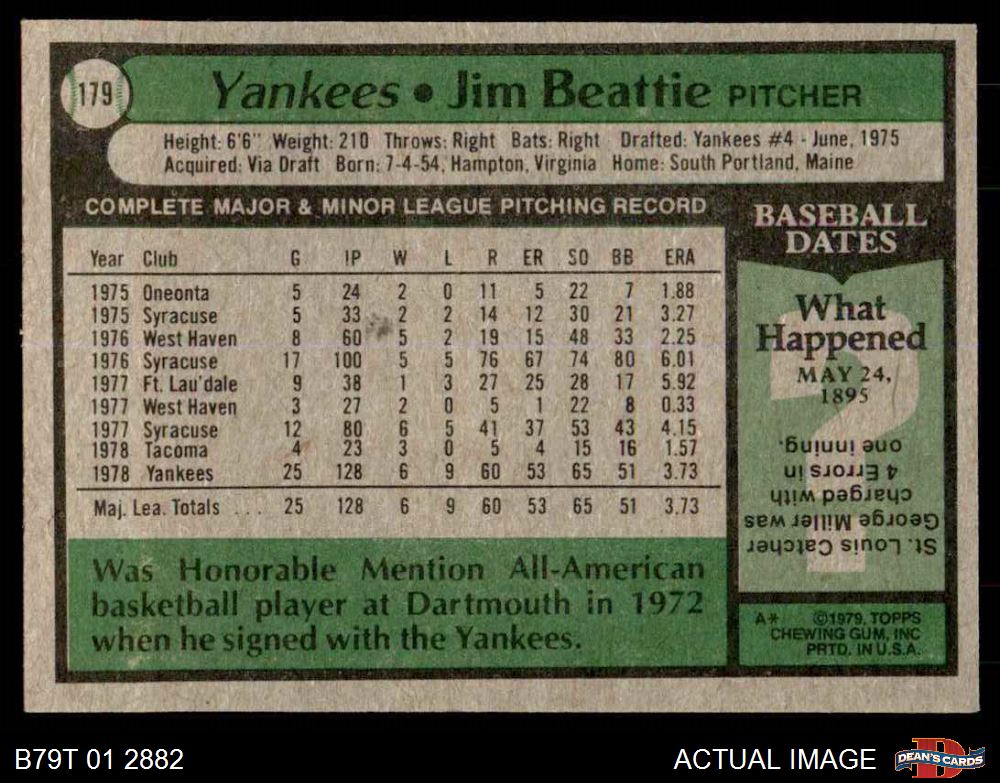 179
Yankees • Jim Beattie PITCHER
Height: 6'6" Weight: 210 Throws: Right Bats: Right Drafted: Yankees #4 - June, 1975
Acquired: Via Draft Born: 7-4-54, Hampton, Virginia Home: South Portland, Maine
COMPLETE MAJOR & MINOR LEAGUE PITCHING RECORD
Year Club G IP W L R ER SO BB ERA
1975 Oneonta 5 24 2 0 11 5 22 7 1.88
1975 Syracuse 5 33 2 2 14 12 30 21 3.27
1976 West Haven 8 60 5 2 19 15 48 33 2.25
1976 Syracuse 17 100 5 5 76 67 74 80 6.01
1977 Ft. Lau'dale 9 38 1 3 27 25 28 17 5.92
1977 West Haven 3 27 2 0 5 1 22 8 0.33
1977 Syracuse 12 80 6 5 41 37 53 43 4.15
1978 Tacoma 4 23 3 0 5 4 15 16 1.57
1978 Yankees 25 128 6 9 60 53 65 51 3.73
Maj. Lea. Totals ... 25 128 6 9 60 53 65 51 3.73
Was Honorable Mention All-American
basketball player at Dartmouth in 1972
when he signed with the Yankees.
BASEBALL
DATES
What
Happened
MAY 24,
1895
?
St. Louis Catcher
George Miller was
charged with
4 Errors in
one inning.
A* ©1979, TOPPS
CHEWING GUM, INC
PRTD. IN U.S.A.
B79T 01 2882
ACTUAL IMAGE
D
DEAN'S CARDS